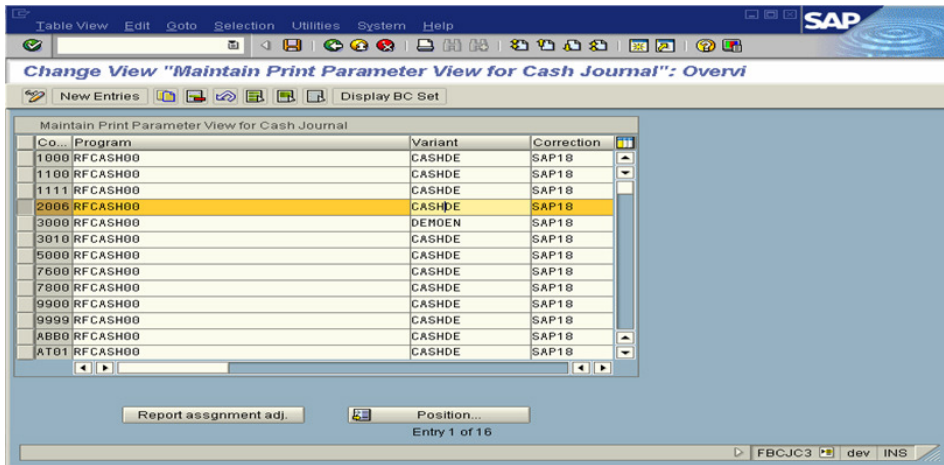 Table View Edit Goto Selection Utilities System Help
SAP
Change View "Maintain Print Parameter View for Cash Journal": Overvi
New Entries Display BC Set
Maintain Print Parameter View for Cash Journal
Co... Program Variant Correction
1000 RFCASH00 CASHDE SAP18
1100 RFCASH00 CASHDE SAP18
1111 RFCASH00 CASHDE SAP18
2006 RFCASH00 CASHDE SAP18
3000 RFCASH00 DEMOEN SAP18
3010 RFCASH00 CASHDE SAP18
5000 RFCASH00 CASHDE SAP18
7600 RFCASH00 CASHDE SAP18
7800 RFCASH00 CASHDE SAP18
9900 RFCASH00 CASHDE SAP18
9999 RFCASH00 CASHDE SAP18
ABB0 RFCASH00 CASHDE SAP18
AT01 RFCASH00 CASHDE SAP18
Report assgnment adj. Position...
Entry 1 of 16
FBCJC3 dev INS